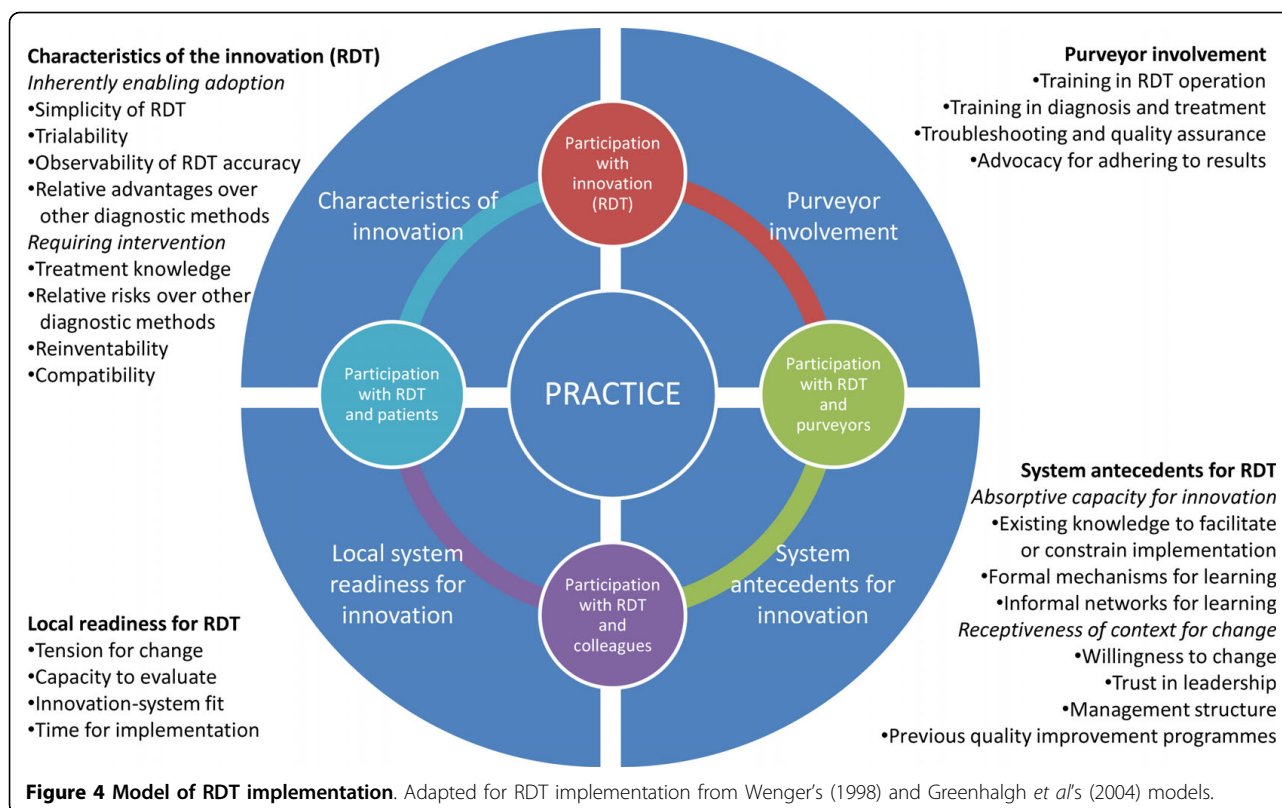 Characteristics of the innovation (RDT)
Inherently enabling adoption
•Simplicity of RDT
•Trialability
•Observability of RDT accuracy
•Relative advantages over
other diagnostic methods
Requiring intervention
•Treatment knowledge
•Relative risks over other
diagnostic methods
•Reinventability
•Compatibility
Purveyor involvement
•Training in RDT operation
•Training in diagnosis and treatment
•Troubleshooting and quality assurance
•Advocacy for adhering to results
Participation
with
innovation
(RDT)
Characteristics of
innovation
Purveyor
involvement
Participation
with RDT
and patients
PRACTICE
Participation
with RDT
and
purveyors
Local system
readiness for
innovation
Participation
with RDT
and
colleagues
System
antecedents for
innovation
Local readiness for RDT
•Tension for change
•Capacity to evaluate
•Innovation-system fit
•Time for implementation
System antecedents for RDT
Absorptive capacity for innovation
•Existing knowledge to facilitate
or constrain implementation
•Formal mechanisms for learning
•Informal networks for learning
Receptiveness of context for change
•Willingness to change
•Trust in leadership
•Management structure
•Previous quality improvement programmes
Figure 4 Model of RDT implementation. Adapted for RDT implementation from Wenger's (1998) and Greenhalgh et al's (2004) models.